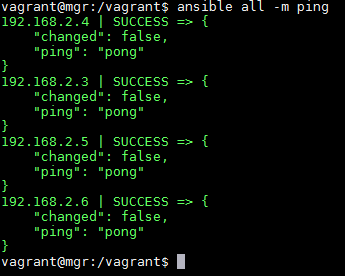 vagrant@mgr:/vagrant$ ansible all -m ping
192.168.2.4 | SUCCESS => {
    "changed": false,
    "ping": "pong"
}
192.168.2.3 | SUCCESS => {
    "changed": false,
    "ping": "pong"
}
192.168.2.5 | SUCCESS => {
    "changed": false,
    "ping": "pong"
}
192.168.2.6 | SUCCESS => {
    "changed": false,
    "ping": "pong"
}
vagrant@mgr:/vagrant$